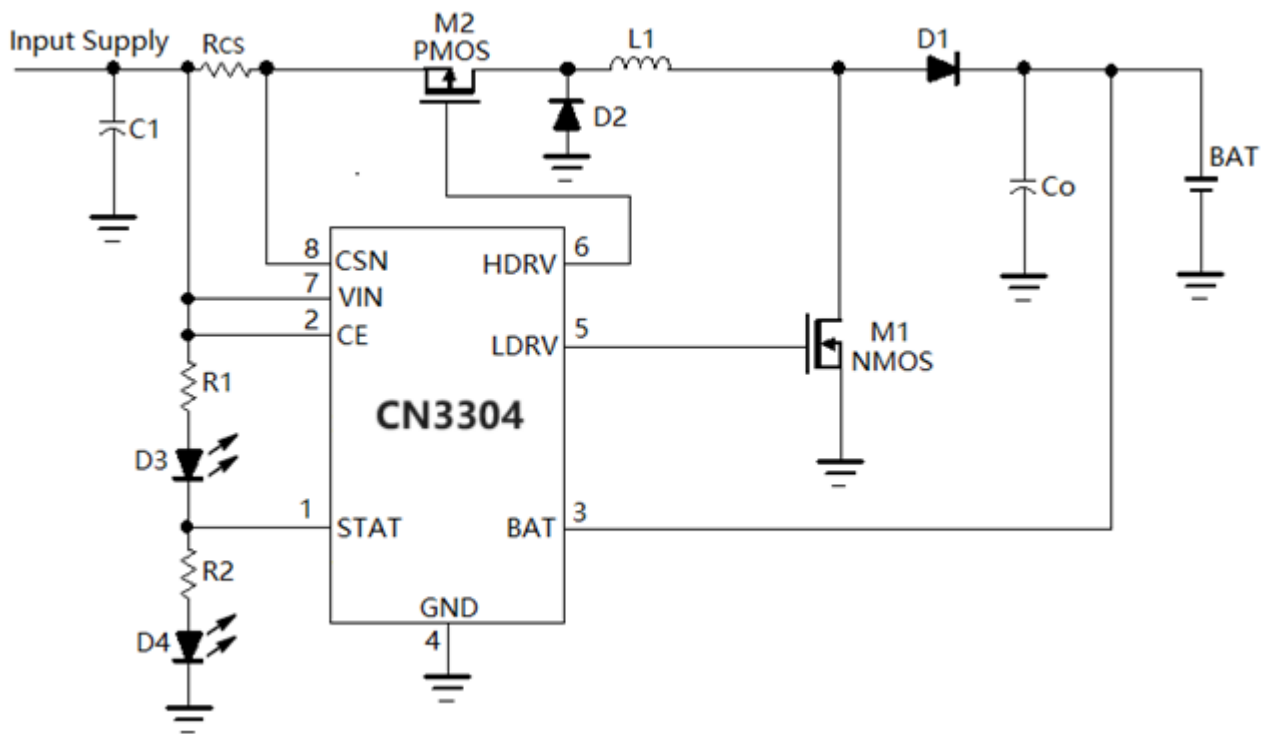 Input Supply
RCS
M2
PMOS
L1
D1
C1
D2
BAT
Co
8
CSN
HDRV
6
7
VIN
2
CE
LDRV
5
M1
NMOS
R1
CN3304
D3
1
STAT
BAT
3
R2
GND
4
D4